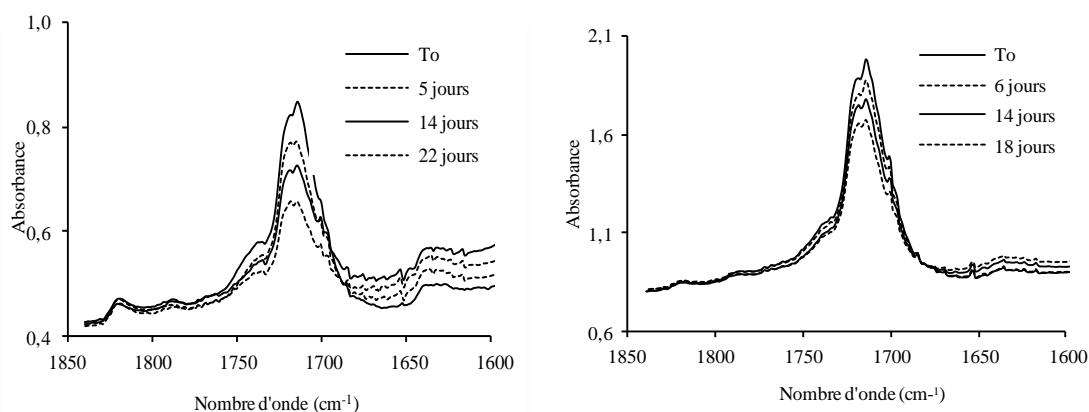 1,0
0,8
0,6
0,4
Absorbance
To
5 jours
14 jours
22 jours
1850 1800 1750 1700 1650 1600
Nombre d'onde (cm-1)
2,1
1,6
1,1
0,6
Absorbance
To
6 jours
14 jours
18 jours
1850 1800 1750 1700 1650 1600
Nombre d'onde (cm-1)